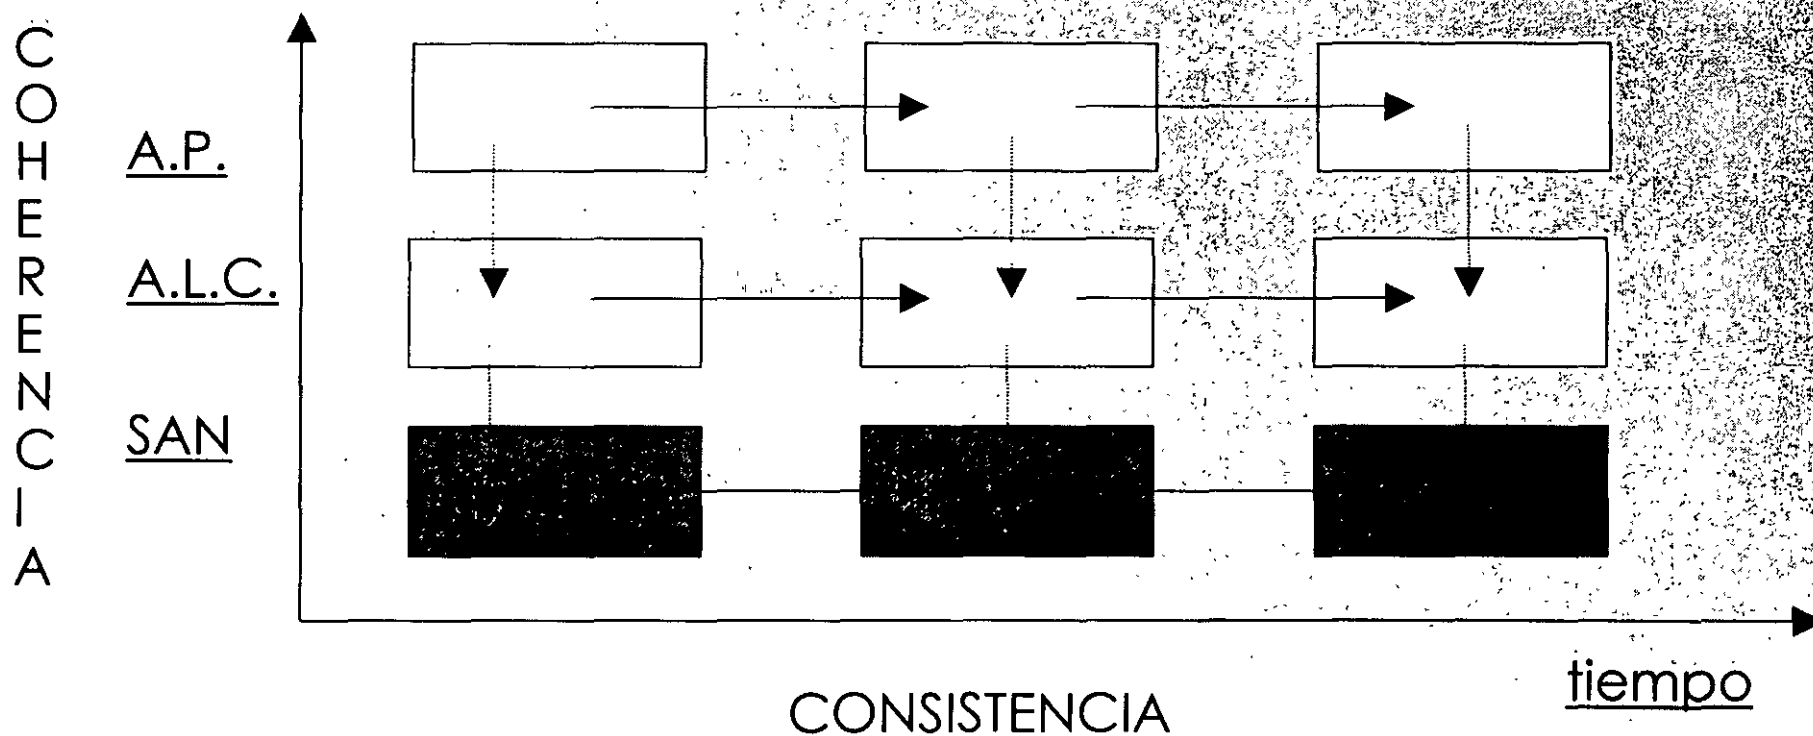 COHERENCIA
A.P.
A.L.C.
SAN
tiempo
CONSISTENCIA